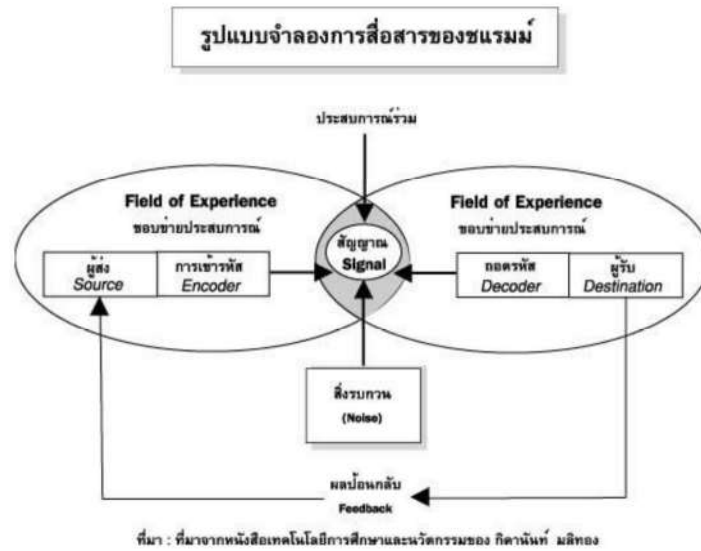 รูปแบบจำลองการสื่อสารของชแรมม์
ประสบการณ์ร่วม
Field of Experience
ขอบข่ายประสบการณ์
ผู้ส่ง
Source
การเข้ารหัส
Encoder
สัญญาณ
Signal
Field of Experience
ขอบข่ายประสบการณ์
ถอดรหัส
Decoder
ผู้รับ
Destination
สิ่งรบกวน
(Noise)
ผลป้อนกลับ
Feedback
ที่มา : ที่มาจากหนังสือเทคโนโลยีการศึกษาและนวัตกรรมของ กิดานันท์ มลิทอง